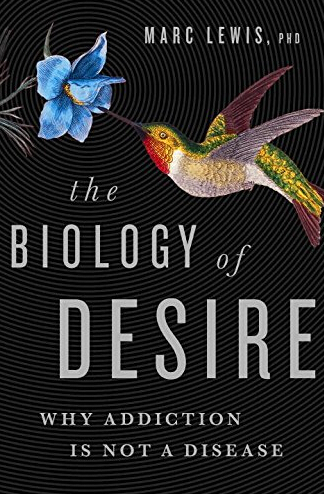 MARC LEWIS, PHD
the
BIOLOGY of
DESIRE
WHY ADDICTION
IS NOT A DISEASE